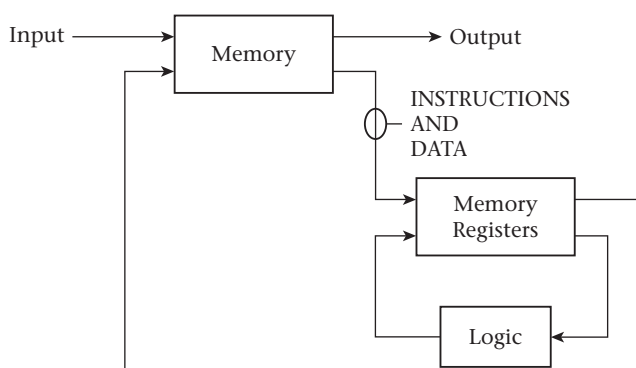 Input
Memory
Output
INSTRUCTIONS
AND
DATA
Memory
Registers
Logic